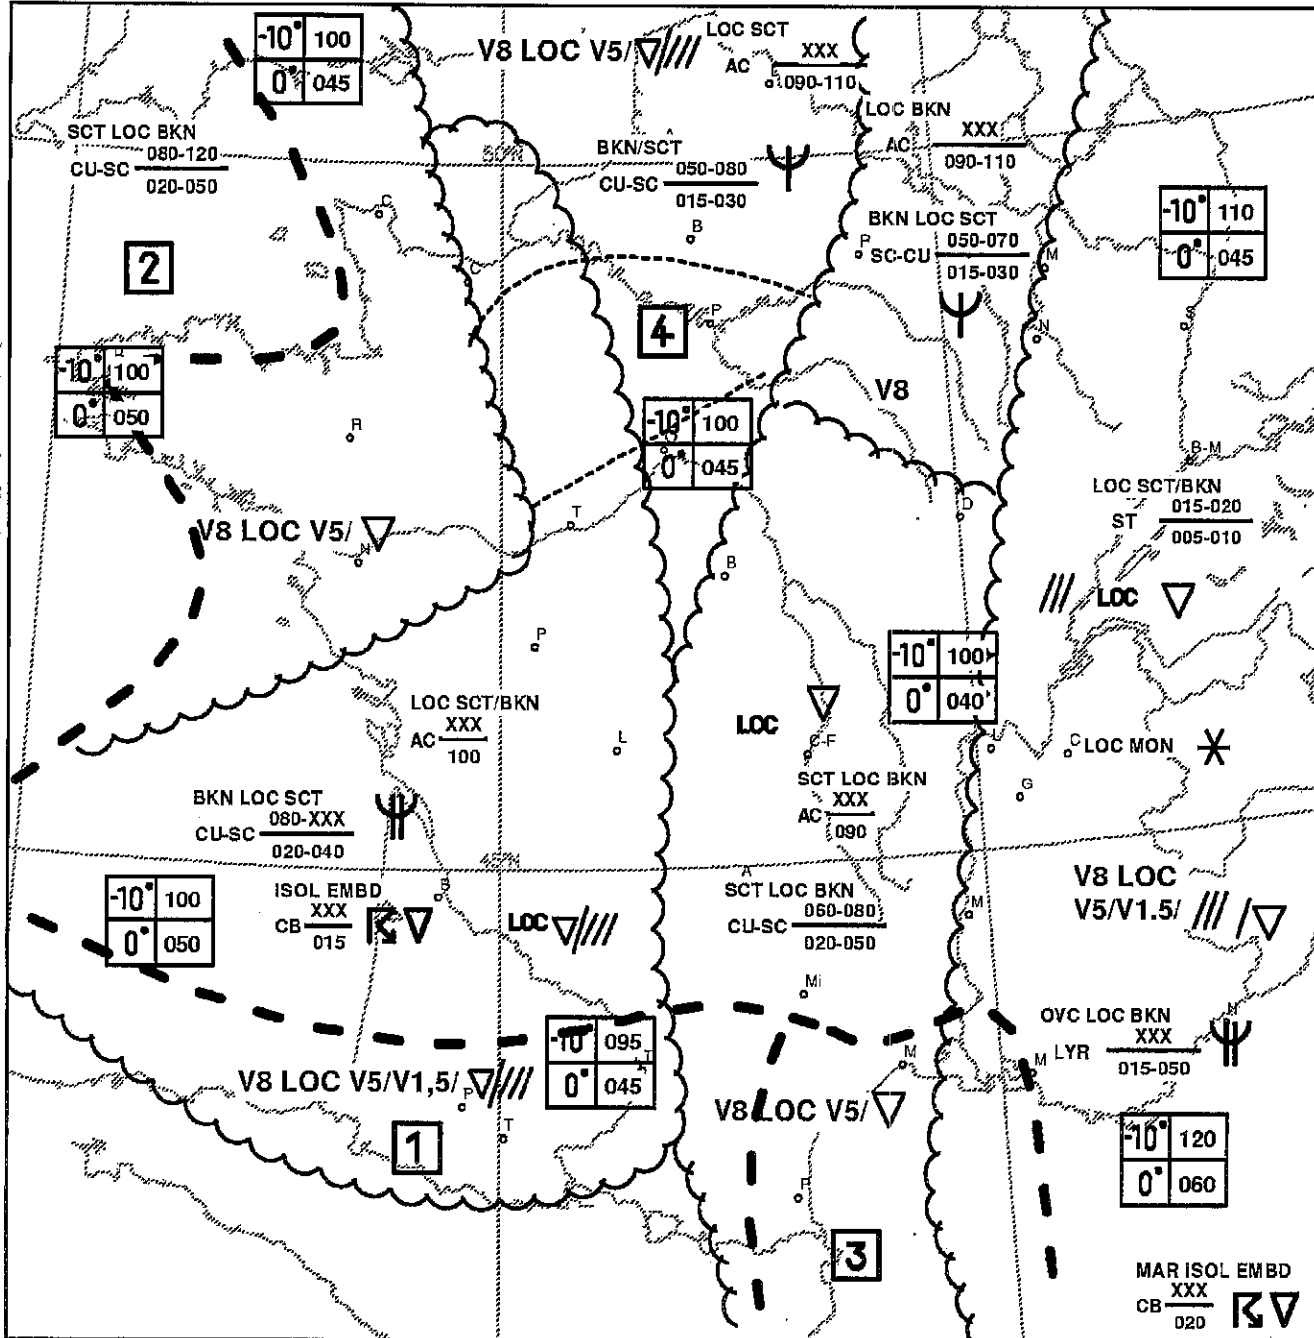 -10° 100
0° 045
V8 LOC V5/
LOC SCT
AC XXX
090-110
SCT LOC BKN
CU-SC 080-120
020-050
BKN/SCT
CU-SC 050-080
015-030
LOC BKN
AC XXX
090-110
-10° 110
0° 045
BKN LOC SCT
SC-CU 050-070
015-030
2
4
C
C
B
P
P
M
N
S
-10° 100
0° 050
R
V8
-10° 100
0° 045
B-M
LOC SCT/BKN
ST 015-020
005-010
V8 LOC V5/
N
T
D
B
P
LOC
-10° 100
0° 040
LOC SCT/BKN
AC XXX
100
L
LOC
C-F
L
C
LOC MON
G
SCT LOC BKN
AC XXX
090
BKN LOC SCT
CU-SC 080-XXX
020-040
45°N
-10° 100
0° 050
ISOL EMBD
CB XXX
015
B
LOC
A
SCT LOC BKN
CU-SC 060-080
020-050
M
V8 LOC
V5/V1.5/
Mi
OVC LOC BKN
LYR XXX
015-050
N
-10° 095
0° 045
M
M
V8 LOC V5/V1,5/
P
T
V8 LOC V5/
1
-10° 120
0° 060
3
MAR ISOL EMBD
CB XXX
020